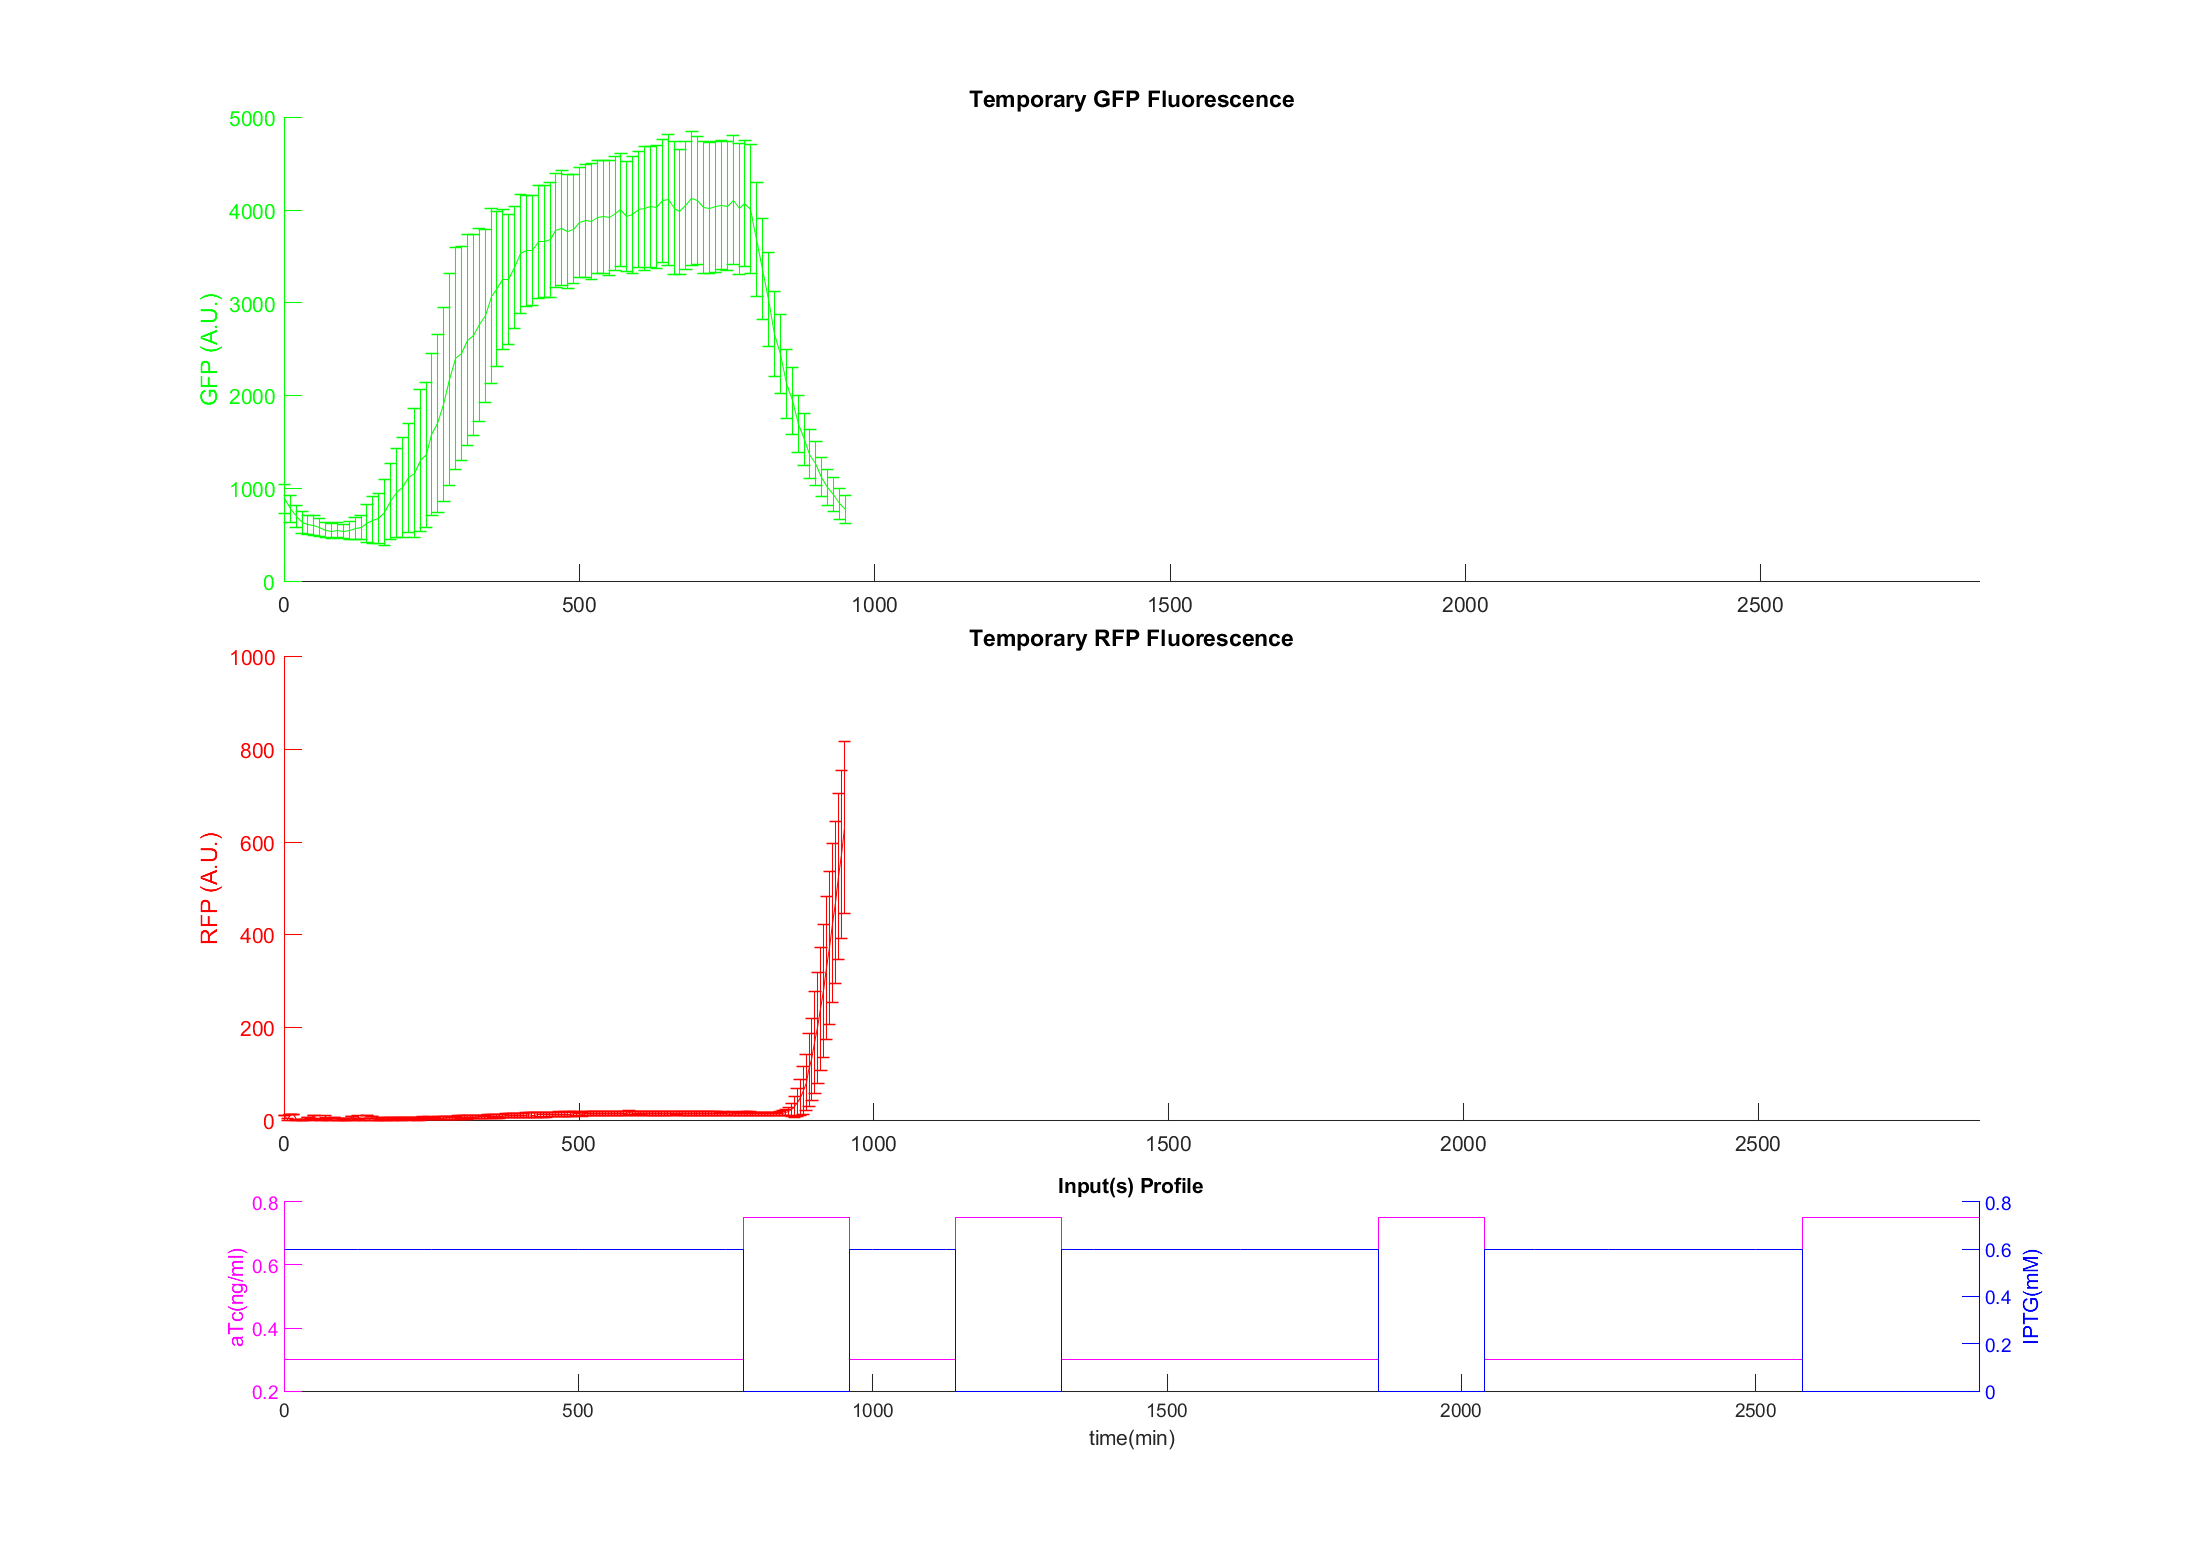 Temporary GFP Fluorescence
5000
4000
3000
2000
1000
0
GFP (A.U.)
0 500 1000 1500 2000 2500
Temporary RFP Fluorescence
1000
800
600
400
200
0
RFP (A.U.)
0 500 1000 1500 2000 2500
Input(s) Profile
0.8
0.6
0.4
0.2
aTc(ng/ml)
0.8
0.6
0.4
0.2
0
IPTG(mM)
0 500 1000 1500 2000 2500
time(min)